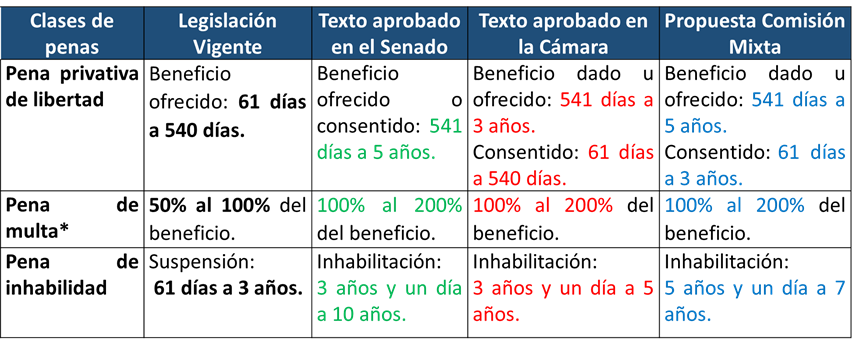 Clases de
penas
Legislación
Vigente
Texto aprobado
en el Senado
Texto aprobado en
la Cámara
Propuesta Comisión
Mixta
Pena privativa
de libertad
Beneficio
ofrecido: 61 días
a 540 días.
Beneficio
ofrecido o
consentido: 541
días a 5 años.
Beneficio dado u
ofrecido: 541 días a
3 años.
Consentido: 61 días
a 540 días.
Beneficio dado u
ofrecido: 541 días a
5 años.
Consentido: 61 días
a 3 años.
Pena de
multa*
50% al 100% del
beneficio.
100% al 200%
del beneficio.
100% al 200% del
beneficio.
100% al 200% del
beneficio.
Pena de
inhabilidad
Suspensión:
61 días a 3 años.
Inhabilitación:
3 años y un día
a 10 años.
Inhabilitación:
3 años y un día a 5
años.
Inhabilitación:
5 años y un día a 7
años.